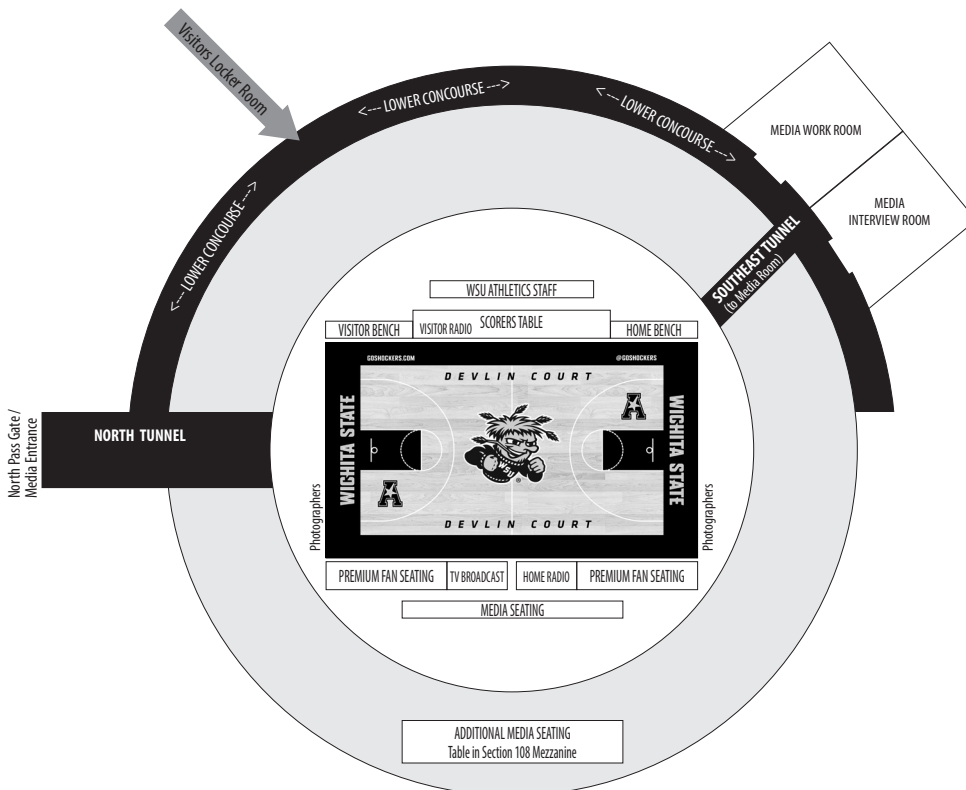 Visitors Locker Room
<--- LOWER CONCOURSE --->
<--- LOWER CONCOURSE --->
<--- LOWER CONCOURSE --->
MEDIA WORK ROOM
MEDIA
INTERVIEW ROOM
SOUTHEAST TUNNEL
(to Media Room)
WSU ATHLETICS STAFF
VISITOR BENCH
VISITOR RADIO
SCORERS TABLE
HOME BENCH
GOSHOCKERS.COM
@GOSHOCKERS
DEVLIN COURT
WICHITA STATE
A
WSU
®
A
WICHITA STATE
DEVLIN COURT
North Pass Gate /
Media Entrance
NORTH TUNNEL
Photographers
Photographers
PREMIUM FAN SEATING
TV BROADCAST
HOME RADIO
PREMIUM FAN SEATING
MEDIA SEATING
ADDITIONAL MEDIA SEATING
Table in Section 108 Mezzanine